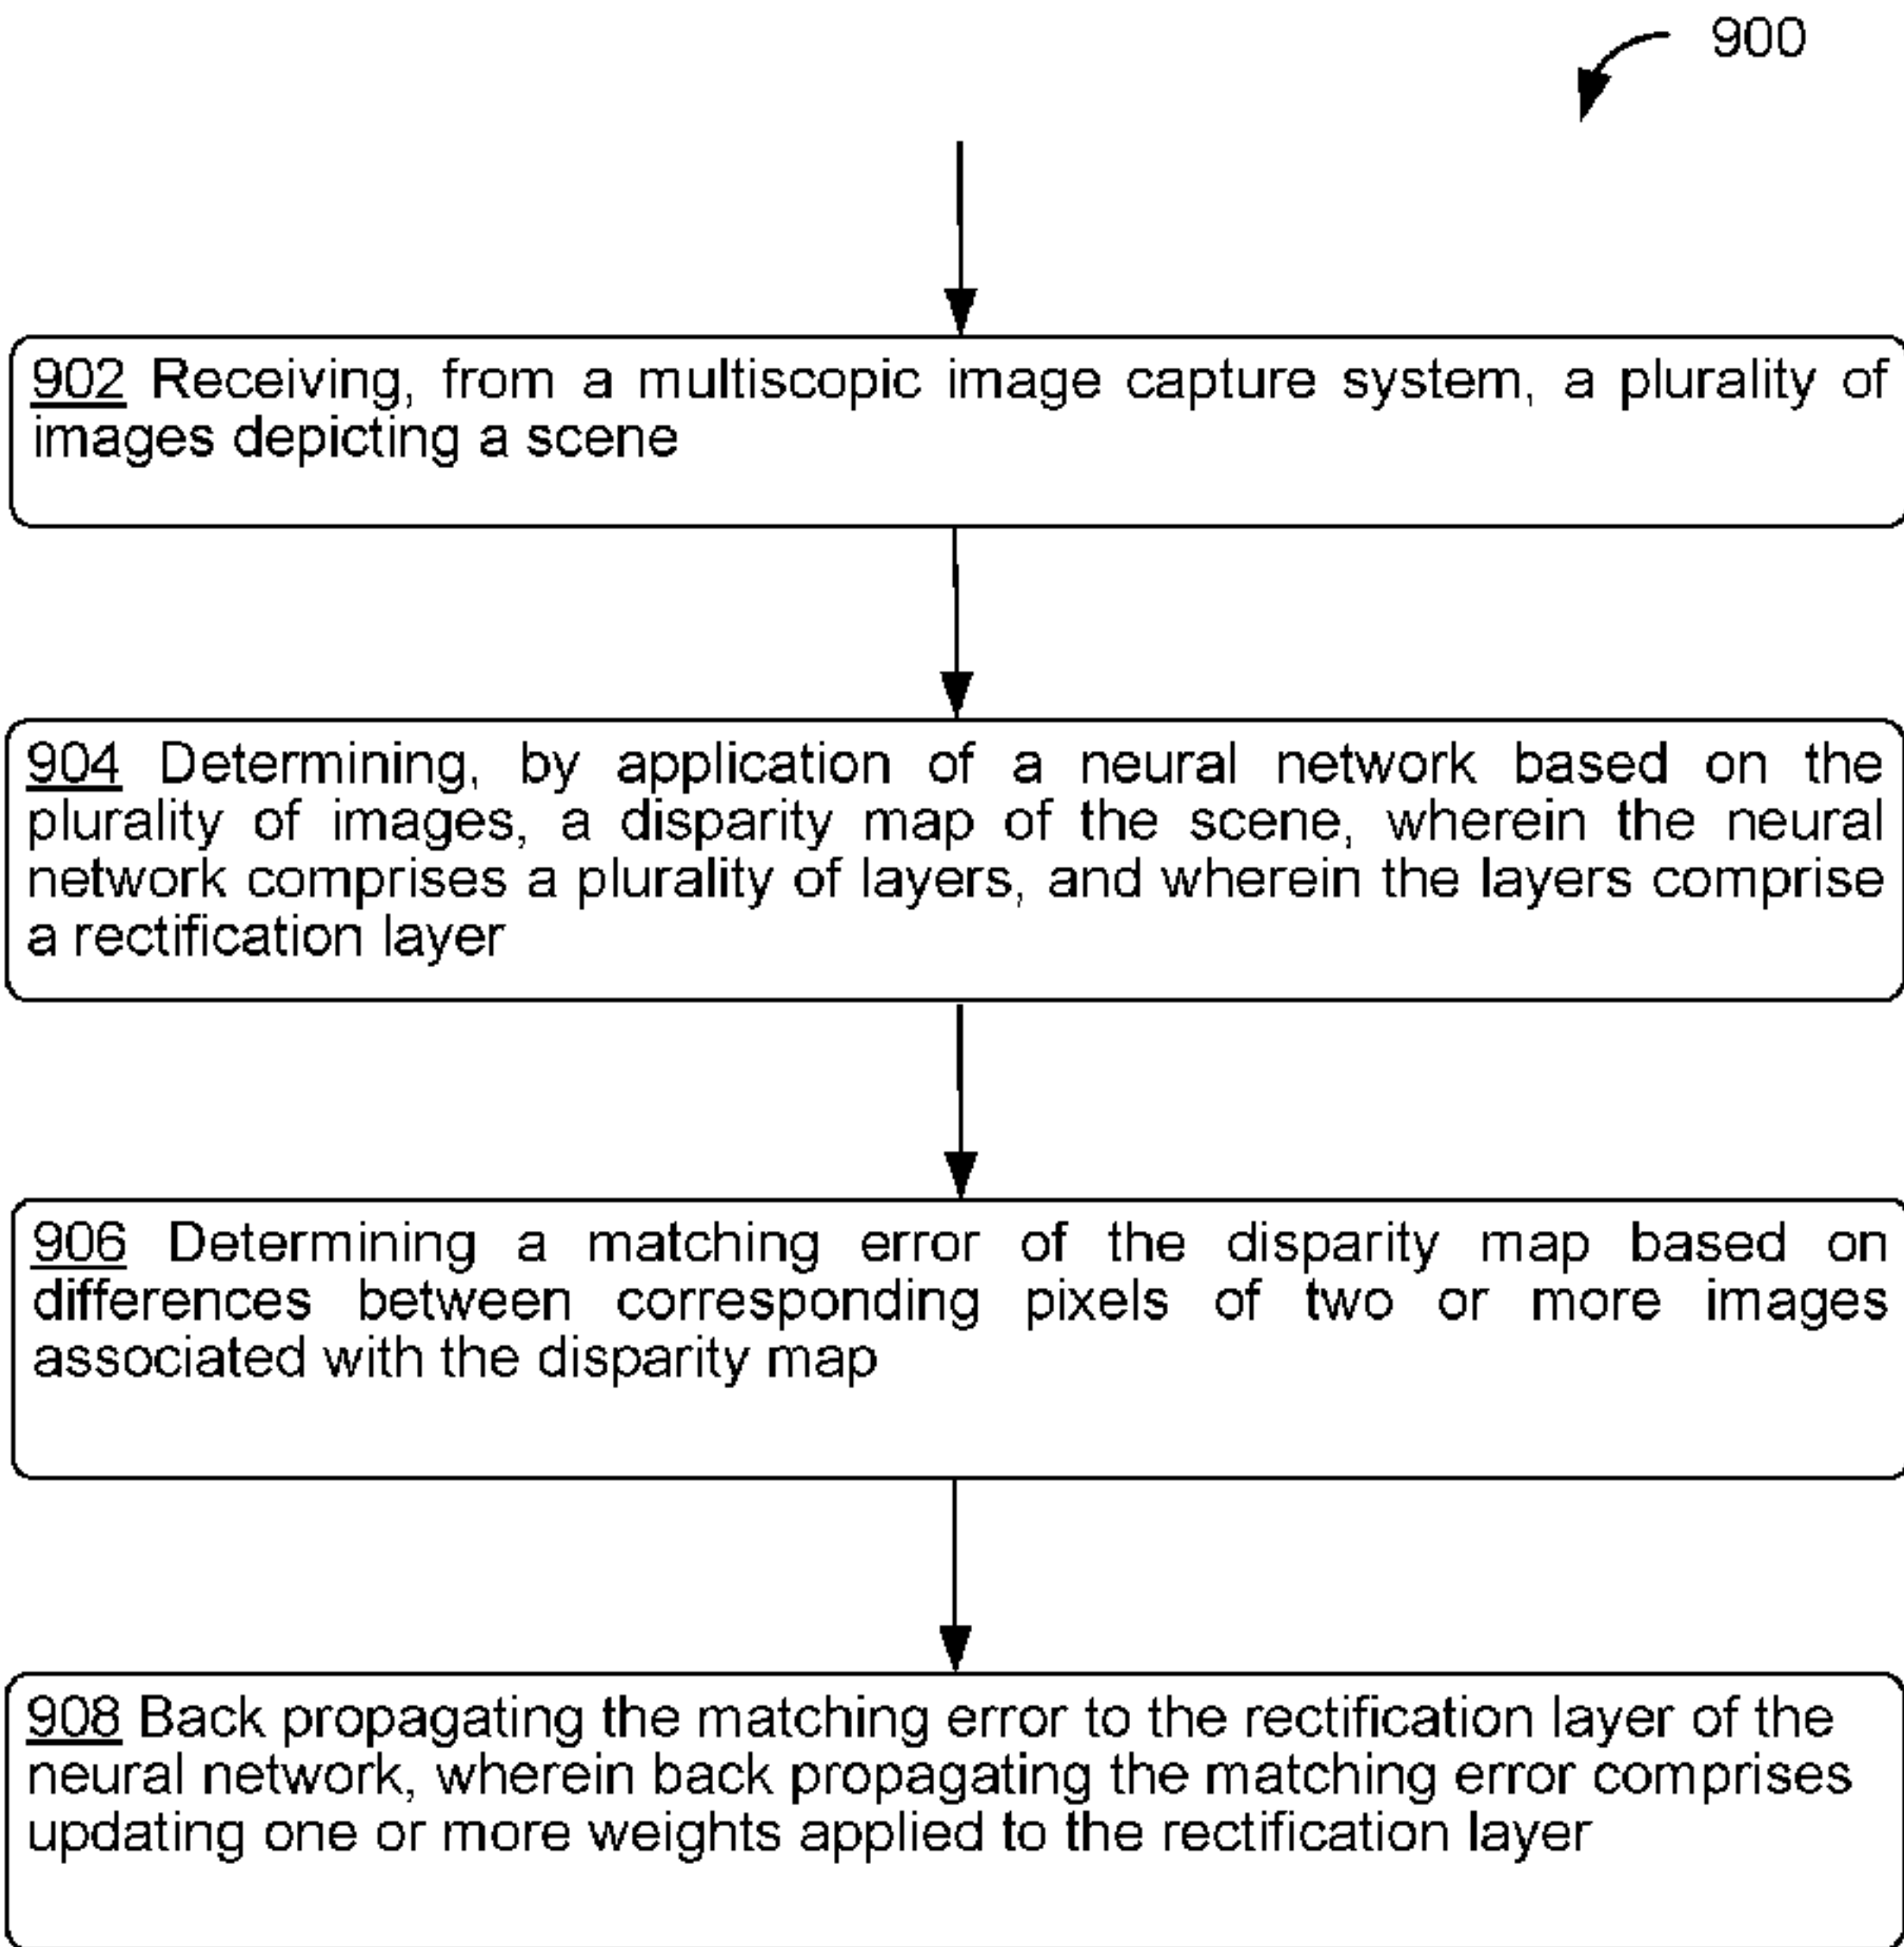 900
902 Receiving, from a multiscopic image capture system, a plurality of
images depicting a scene
904 Determining, by application of a neural network based on the
plurality of images, a disparity map of the scene, wherein the neural
network comprises a plurality of layers, and wherein the layers comprise
a rectification layer
906 Determining a matching error of the disparity map based on
differences between corresponding pixels of two or more images
associated with the disparity map
908 Back propagating the matching error to the rectification layer of the
neural network, wherein back propagating the matching error comprises
updating one or more weights applied to the rectification layer